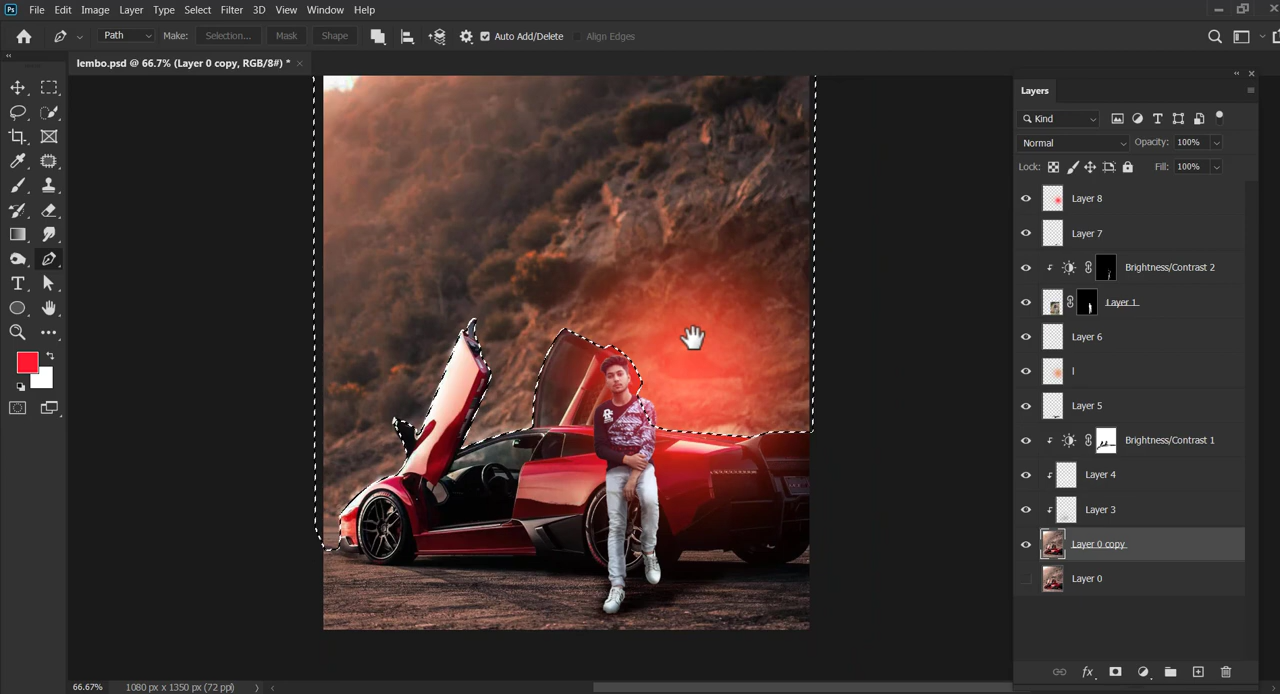 Ps File Edit Image Layer Type Select Filter 3D View Window Help
Path Make: Selection... Mask Shape Auto Add/Delete Align Edges
lembo.psd @ 66.7% (Layer 0 copy, RGB/8#) *
Layers
Kind
Normal Opacity: 100%
Lock: Fill: 100%
Layer 8
Layer 7
Brightness/Contrast 2
Layer 1
Layer 6
l
Layer 5
Brightness/Contrast 1
Layer 4
Layer 3
Layer 0 copy
Layer 0
fx
66.67% 1080 px x 1350 px (72 ppi)